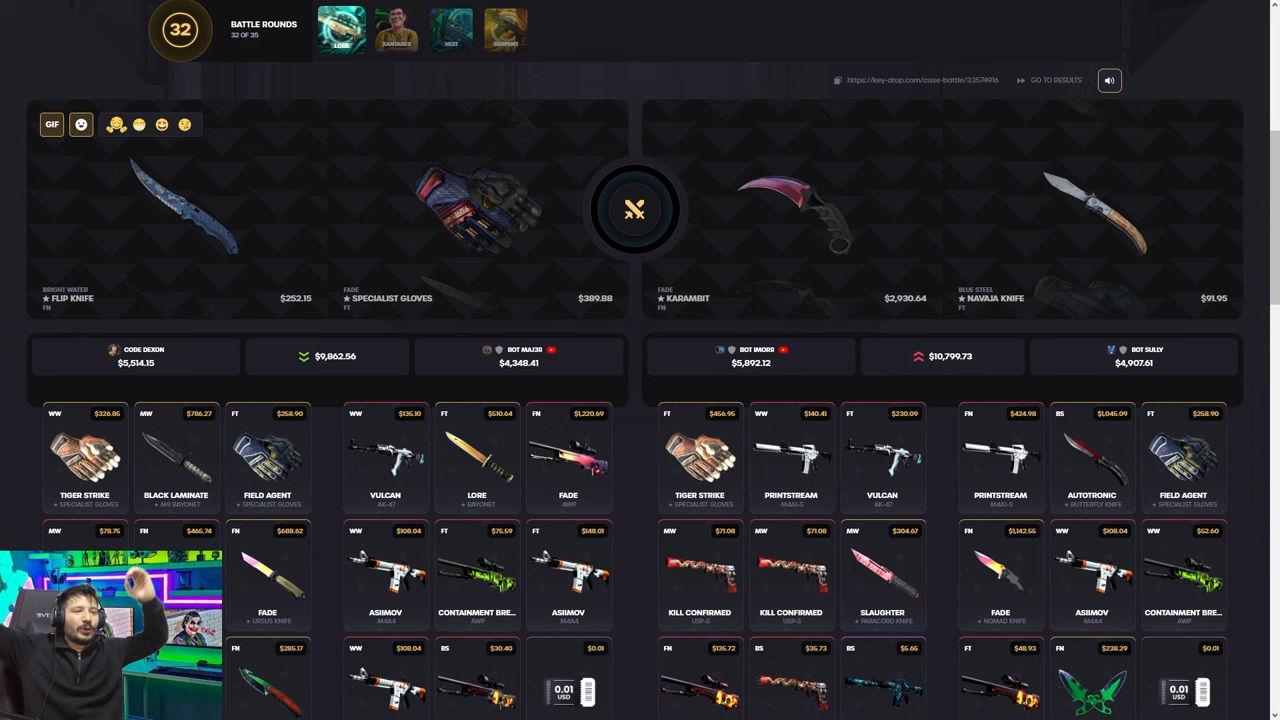 32
BATTLE ROUNDS
32 OF 35
LORE
XANTARES
VEST
SERPENT
https://key-drop.com/case-battle/33574916
GO TO RESULTS
GIF
BRIGHT WATER
★ FLIP KNIFE
$252.15
FN
FADE
★ SPECIALIST GLOVES
$389.88
FT
FADE
★ KARAMBIT
$2,930.64
FN
BLUE STEEL
★ NAVAJA KNIFE
$91.95
FT
CODE DEXON
$5,514.15
$9,862.56
BOT MAJ3R
$4,348.41
BOT IMORR
$5,892.12
$10,799.73
BOT SULLY
$4,907.61
WW $326.85
MW $786.27
FT $258.90
WW $135.10
FT $510.64
FN $1,220.69
FT $456.95
WW $140.41
FT $230.09
FN $424.98
BS $1,045.09
FT $258.90
TIGER STRIKE
BLACK LAMINATE
FIELD AGENT
VULCAN
LORE
FADE
TIGER STRIKE
PRINTSTREAM
VULCAN
PRINTSTREAM
AUTOTRONIC
FIELD AGENT
★ SPECIALIST GLOVES
★ M9 BAYONET
★ SPECIALIST GLOVES
AK-47
★ BAYONET
AWP
★ SPECIALIST GLOVES
M4A1-S
AK-47
M4A1-S
★ BUTTERFLY KNIFE
★ SPECIALIST GLOVES
MW $78.75
FN $465.74
FN $688.62
WW $108.04
FT $75.59
FT $148.01
MW $71.08
MW $71.08
MW $304.67
FN $1,142.55
WW $108.04
WW $52.60
FADE
ASIIMOV
CONTAINMENT BRE...
ASIIMOV
KILL CONFIRMED
KILL CONFIRMED
SLAUGHTER
FADE
ASIIMOV
CONTAINMENT BRE...
★ URSUS KNIFE
M4A4
AWP
M4A4
USP-S
USP-S
★ PARACORD KNIFE
★ NOMAD KNIFE
M4A4
AWP
FN $285.17
WW $108.04
BS $30.40
$0.01
FN $135.72
BS $35.73
BS $5.65
FT $48.93
FN $238.29
$0.01
0.01
USD
0.01
USD